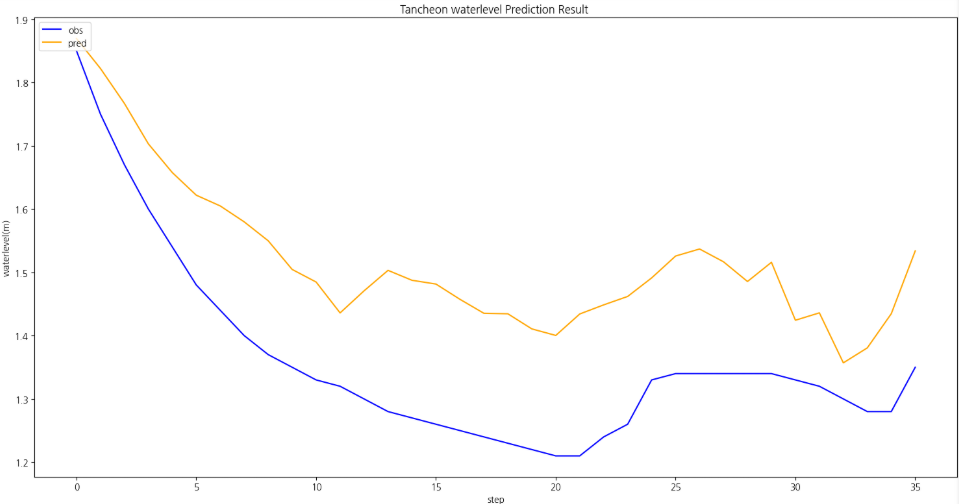 Tancheon waterlevel Prediction Result
obs
pred
waterlevel(m)
1.9
1.8
1.7
1.6
1.5
1.4
1.3
1.2
0 5 10 15 20 25 30 35
step